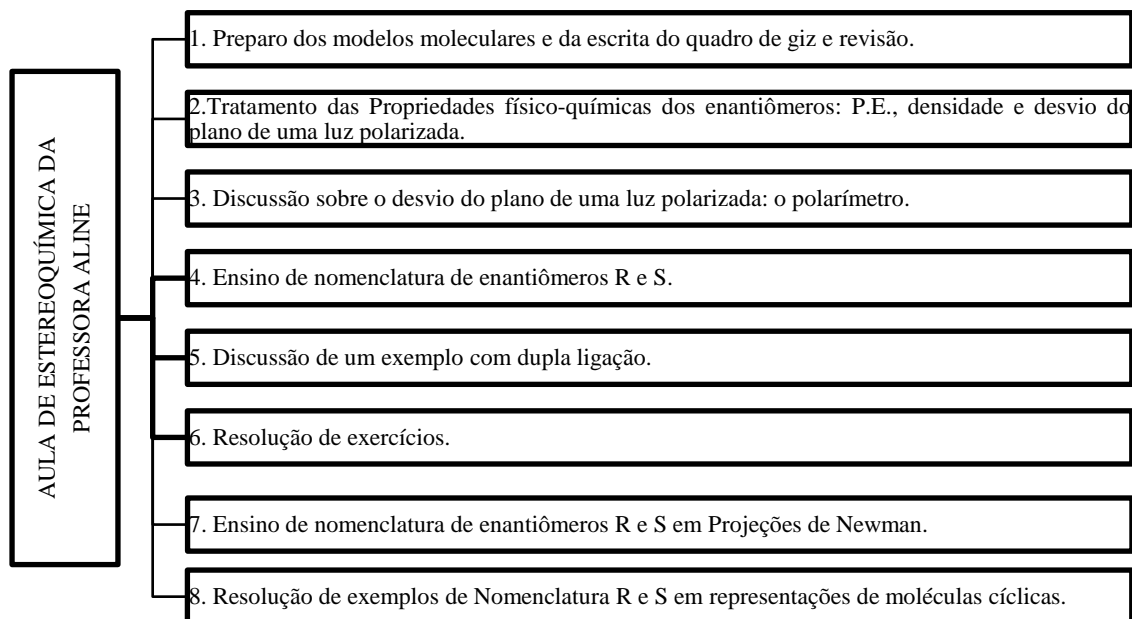 AULA DE ESTEREOQUÍMICA DA
PROFESSORA ALINE
1. Preparo dos modelos moleculares e da escrita do quadro de giz e revisão.
2.Tratamento das Propriedades físico-químicas dos enantiômeros: P.E., densidade e desvio do
plano de uma luz polarizada.
3. Discussão sobre o desvio do plano de uma luz polarizada: o polarímetro.
4. Ensino de nomenclatura de enantiômeros R e S.
5. Discussão de um exemplo com dupla ligação.
6. Resolução de exercícios.
7. Ensino de nomenclatura de enantiômeros R e S em Projeções de Newman.
8. Resolução de exemplos de Nomenclatura R e S em representações de moléculas cíclicas.